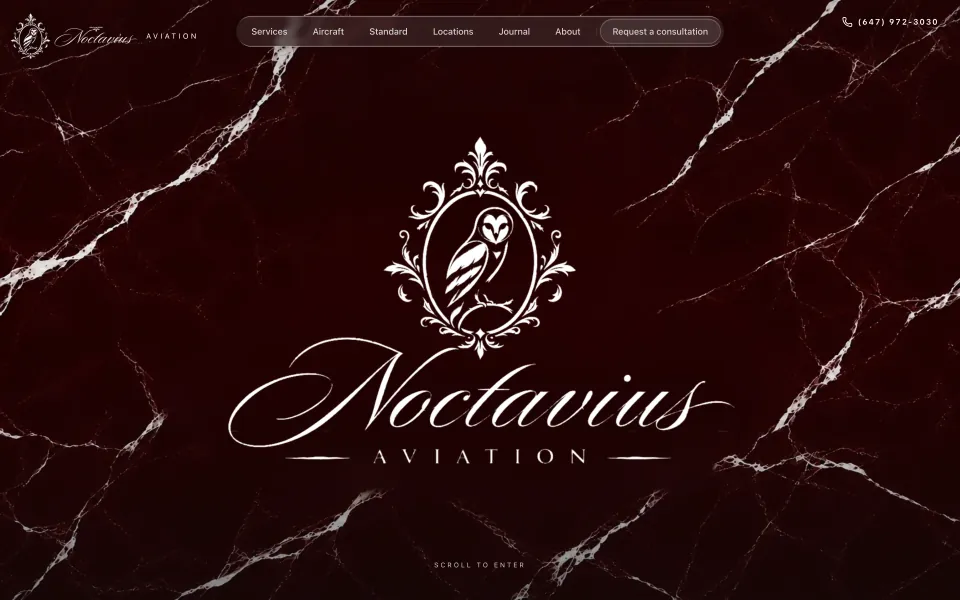 Noctavius AVIATION
Services Aircraft Standard Locations Journal About Request a consultation
(647) 972-3030
Noctavius
AVIATION
SCROLL TO ENTER